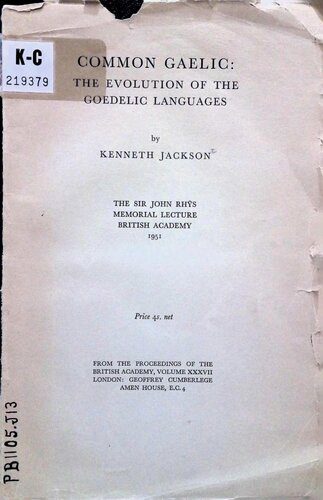 K-C
219379
COMMON GAELIC:
THE EVOLUTION OF THE
GOEDELIC LANGUAGES
by
KENNETH JACKSON
THE SIR JOHN RHŶS
MEMORIAL LECTURE
BRITISH ACADEMY
1951
Price 4s. net
FROM THE PROCEEDINGS OF THE
BRITISH ACADEMY, VOLUME XXXVII
LONDON: GEOFFREY CUMBERLEGE
AMEN HOUSE, E.C.4
PB1105.J13